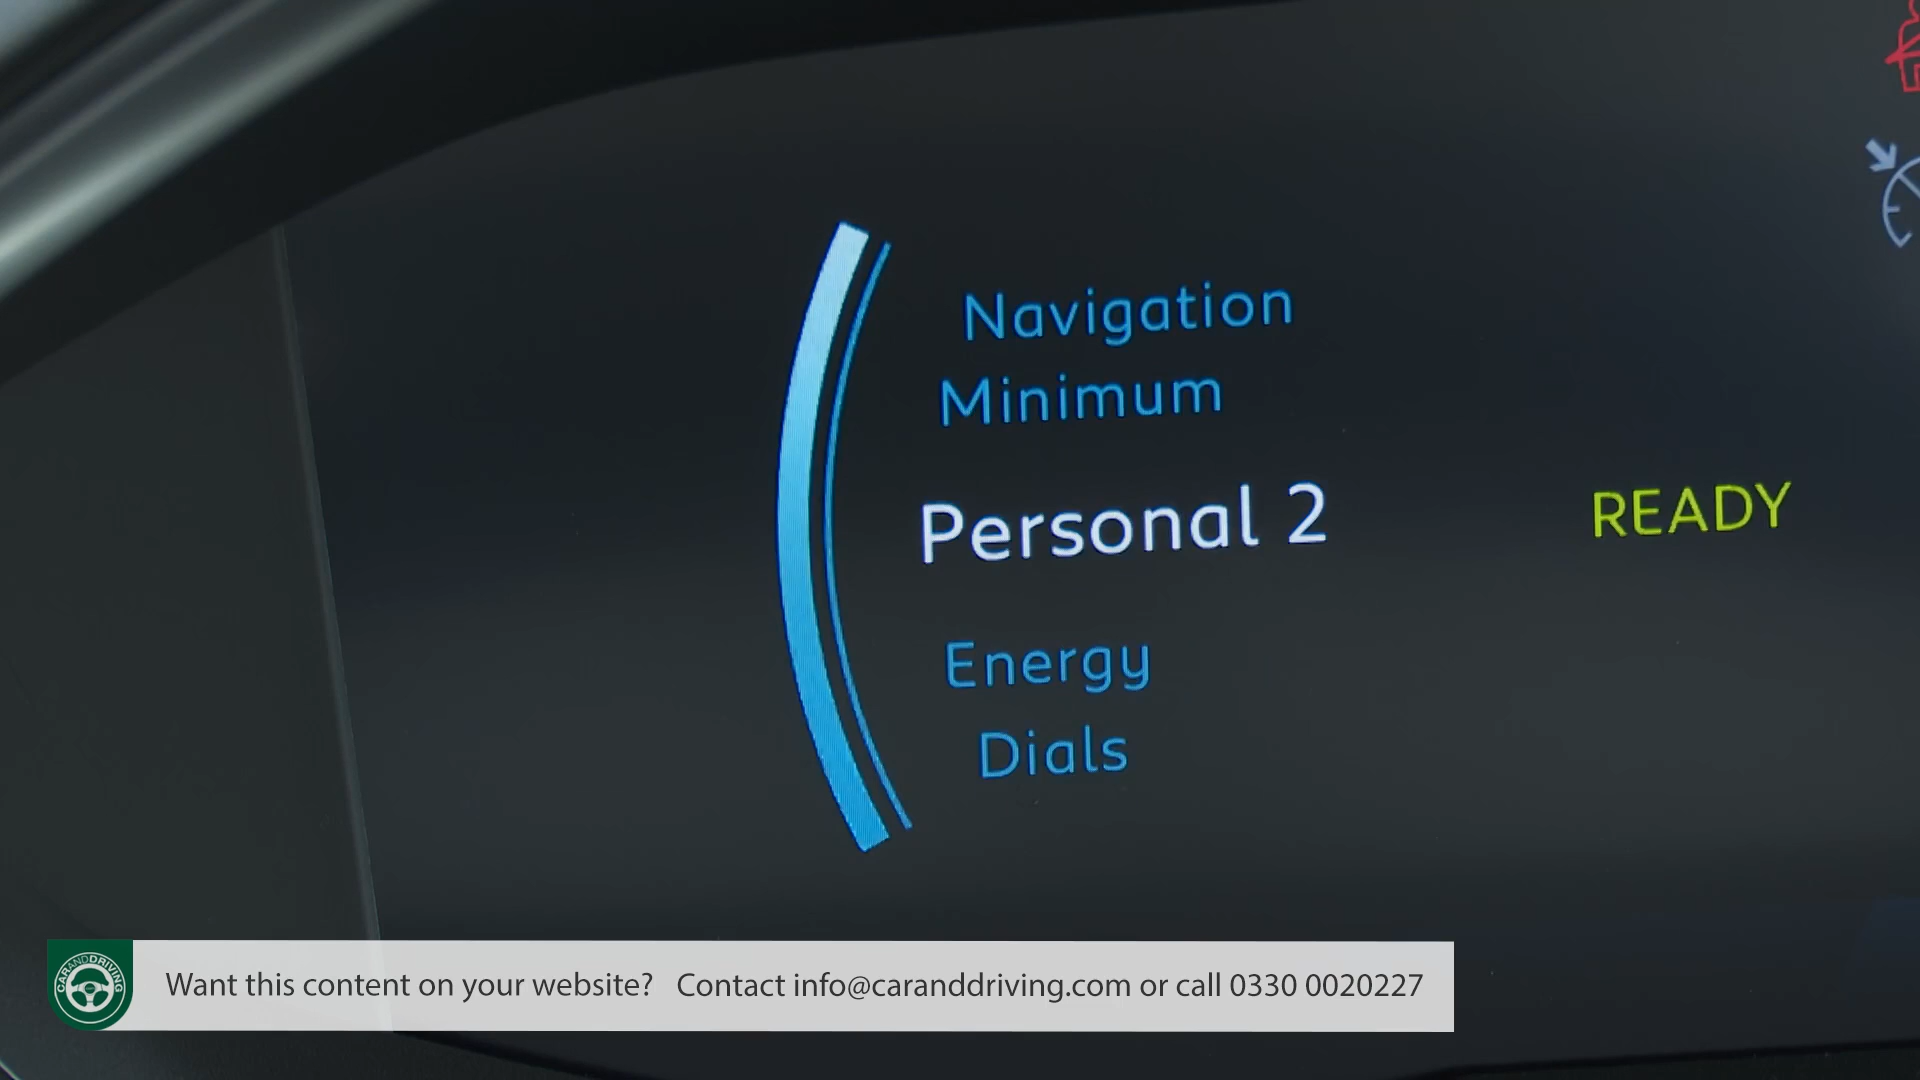 Navigation
Minimum
Personal 2
READY
Energy
Dials
CARANDDRIVING
Want this content on your website? Contact info@caranddriving.com or call 0330 0020227